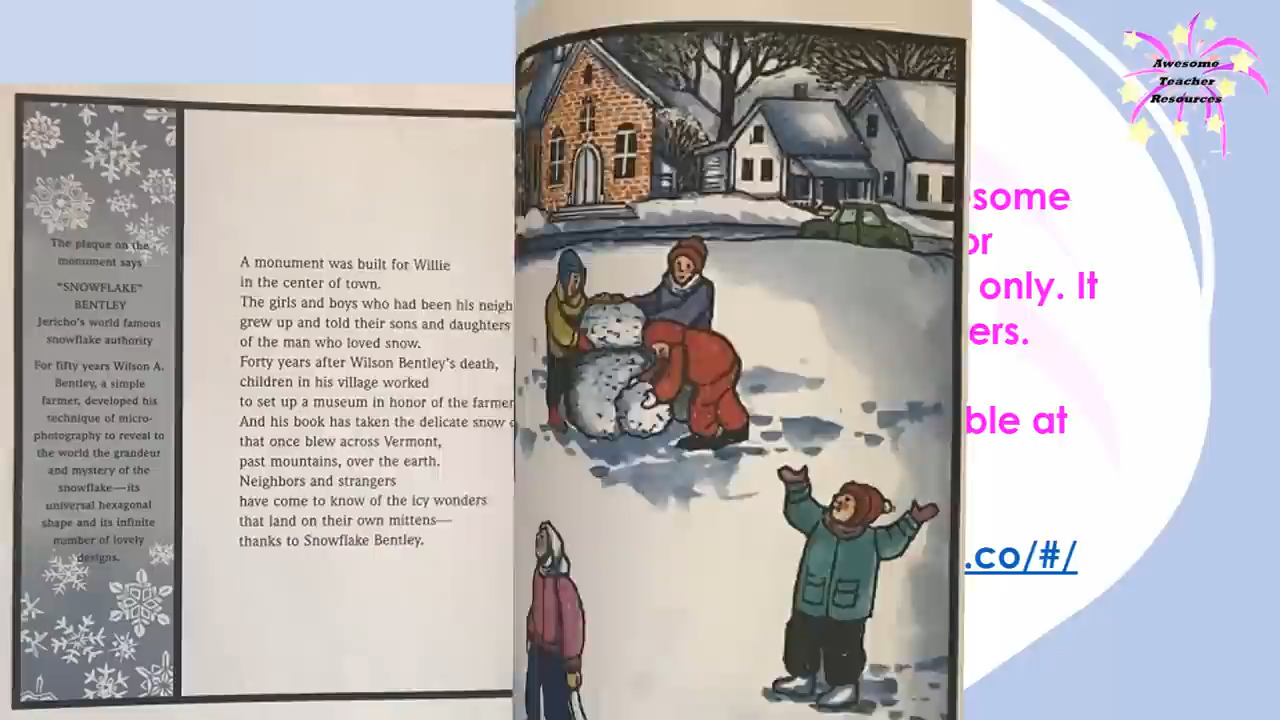 The plaque on the
monument says
"SNOWFLAKE"
BENTLEY
Jericho's world famous
snowflake authority
For fifty years Wilson A.
Bentley, a simple
farmer, developed his
technique of micro-
photography to reveal to
the world the grandeur
and mystery of the
snowflake—its
universal hexagonal
shape and its infinite
number of lovely
designs.
A monument was built for Willie
in the center of town.
The girls and boys who had been his neigh
grew up and told their sons and daughters
of the man who loved snow.
Forty years after Wilson Bentley's death,
children in his village worked
to set up a museum in honor of the farmer
And his book has taken the delicate snow
that once blew across Vermont,
past mountains, over the earth.
Neighbors and strangers
have come to know of the icy wonders
that land on their own mittens—
thanks to Snowflake Bentley.
Awesome
Teacher
Resources
some
or
only. It
ers.
ble at
.co/#/